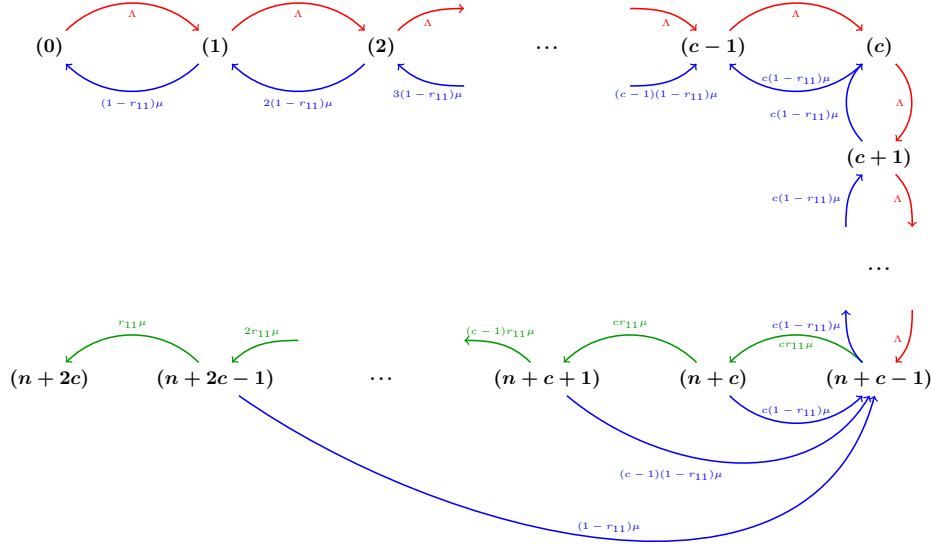 Λ Λ Λ Λ Λ
(0) (1) (2) ... (c − 1) (c)
(1 − r₁₁)μ 2(1 − r₁₁)μ 3(1 − r₁₁)μ (c − 1)(1 − r₁₁)μ c(1 − r₁₁)μ
c(1 − r₁₁)μ Λ
(c + 1)
c(1 − r₁₁)μ Λ
...
r₁₁μ 2r₁₁μ (c − 1)r₁₁μ cr₁₁μ c(1 − r₁₁)μ cr₁₁μ Λ
(n + 2c) (n + 2c − 1) ... (n + c + 1) (n + c) (n + c − 1)
c(1 − r₁₁)μ
(c − 1)(1 − r₁₁)μ
(1 − r₁₁)μ